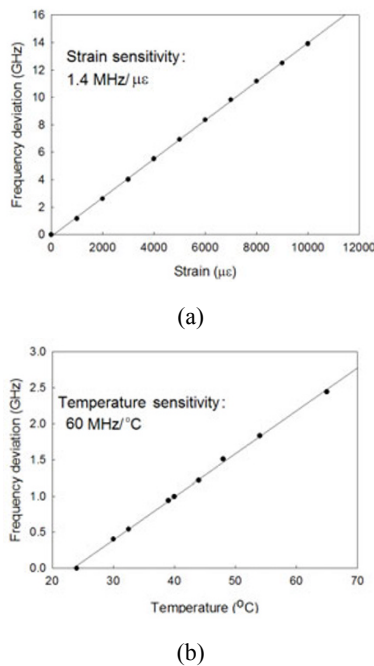 16
14
12
10
8
6
4
2
0
Frequency deviation (GHz)
Strain sensitivity:
1.4 MHz/ με
0 2000 4000 6000 8000 10000 12000
Strain (με)
(a)
3.0
2.5
2.0
1.5
1.0
0.5
0.0
Frequency deviation (GHz)
Temperature sensitivity:
60 MHz/°C
20 30 40 50 60 70
Temperature (°C)
(b)